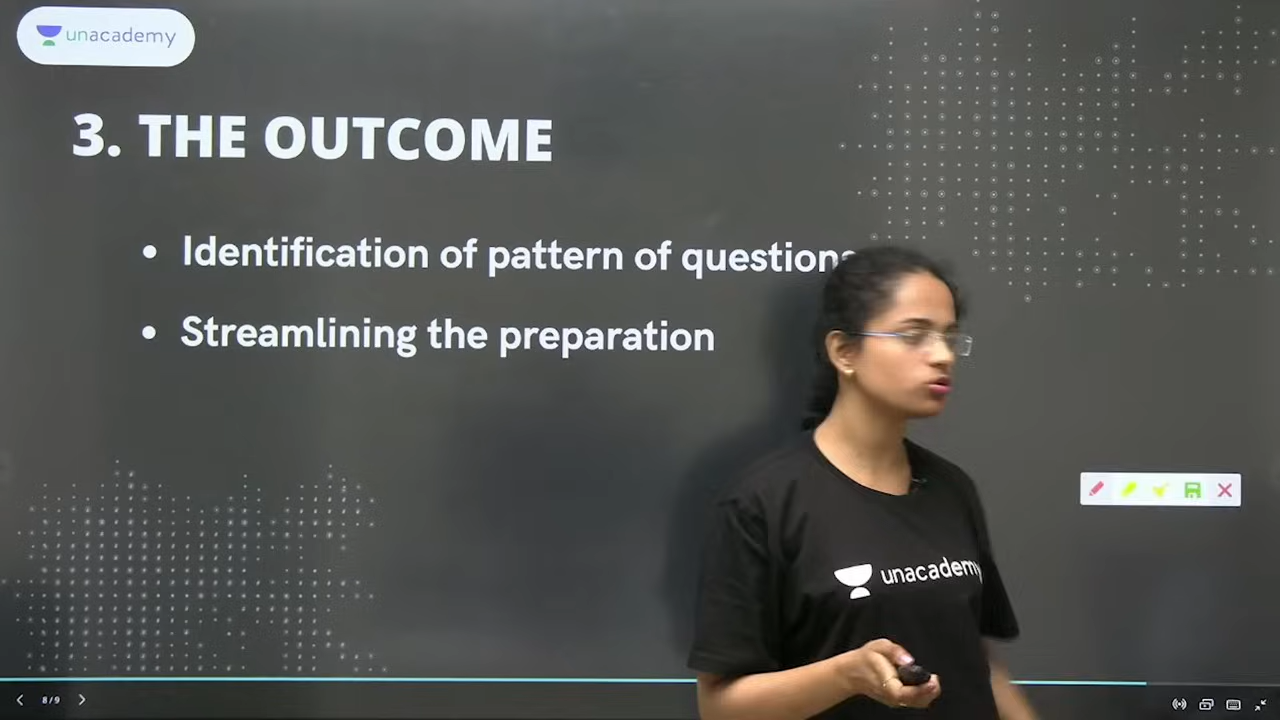 unacademy
3. THE OUTCOME
• Identification of pattern of questions
• Streamlining the preparation
unacademy
8/9